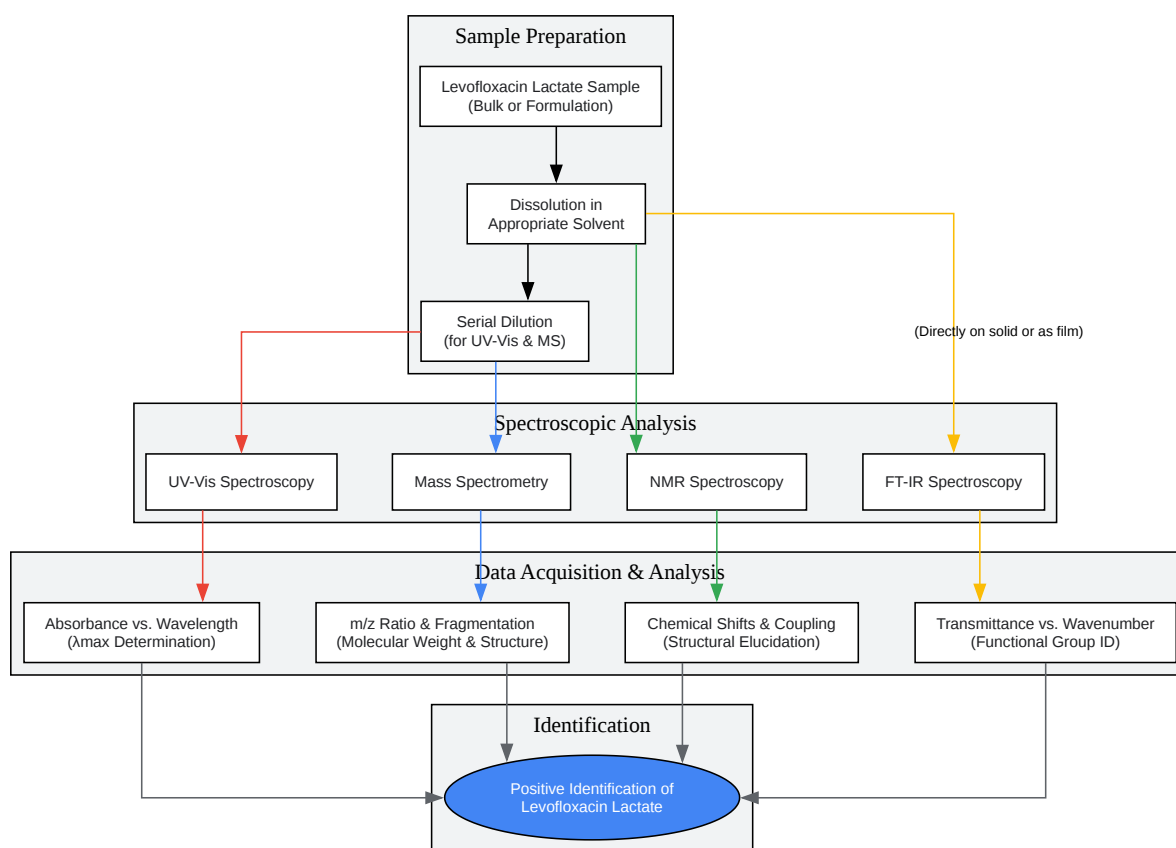 Sample Preparation
Levofloxacin Lactate Sample
(Bulk or Formulation)
Dissolution in
Appropriate Solvent
Serial Dilution
(for UV-Vis & MS)
(Directly on solid or as film)
Spectroscopic Analysis
UV-Vis Spectroscopy
Mass Spectrometry
NMR Spectroscopy
FT-IR Spectroscopy
Data Acquisition & Analysis
Absorbance vs. Wavelength
(λmax Determination)
m/z Ratio & Fragmentation
(Molecular Weight & Structure)
Chemical Shifts & Coupling
(Structural Elucidation)
Transmittance vs. Wavenumber
(Functional Group ID)
Identification
Positive Identification of
Levofloxacin Lactate